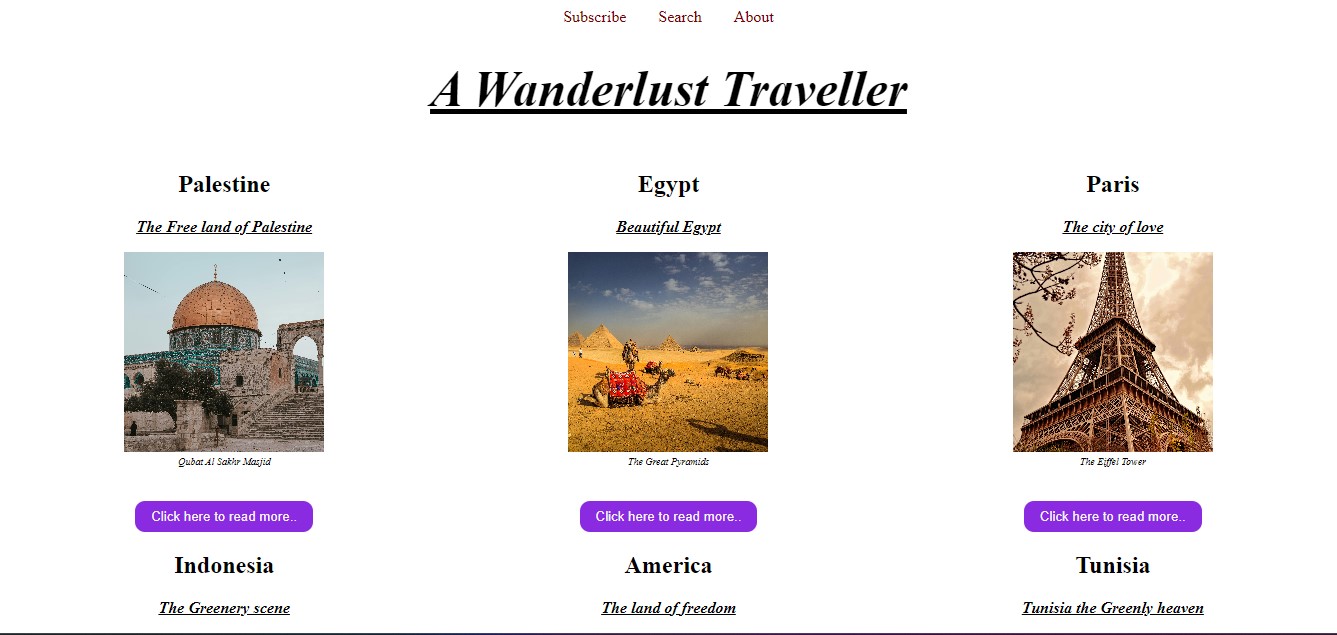 Subscribe Search About
A Wanderlust Traveller
Palestine Egypt Paris
The Free land of Palestine Beautiful Egypt The city of love
Qubat Al Sakhr Masjid The Great Pyramids The Eiffel Tower
Click here to read more.. Click here to read more.. Click here to read more..
Indonesia America Tunisia
The Greenery scene The land of freedom Tunisia the Greenly heaven